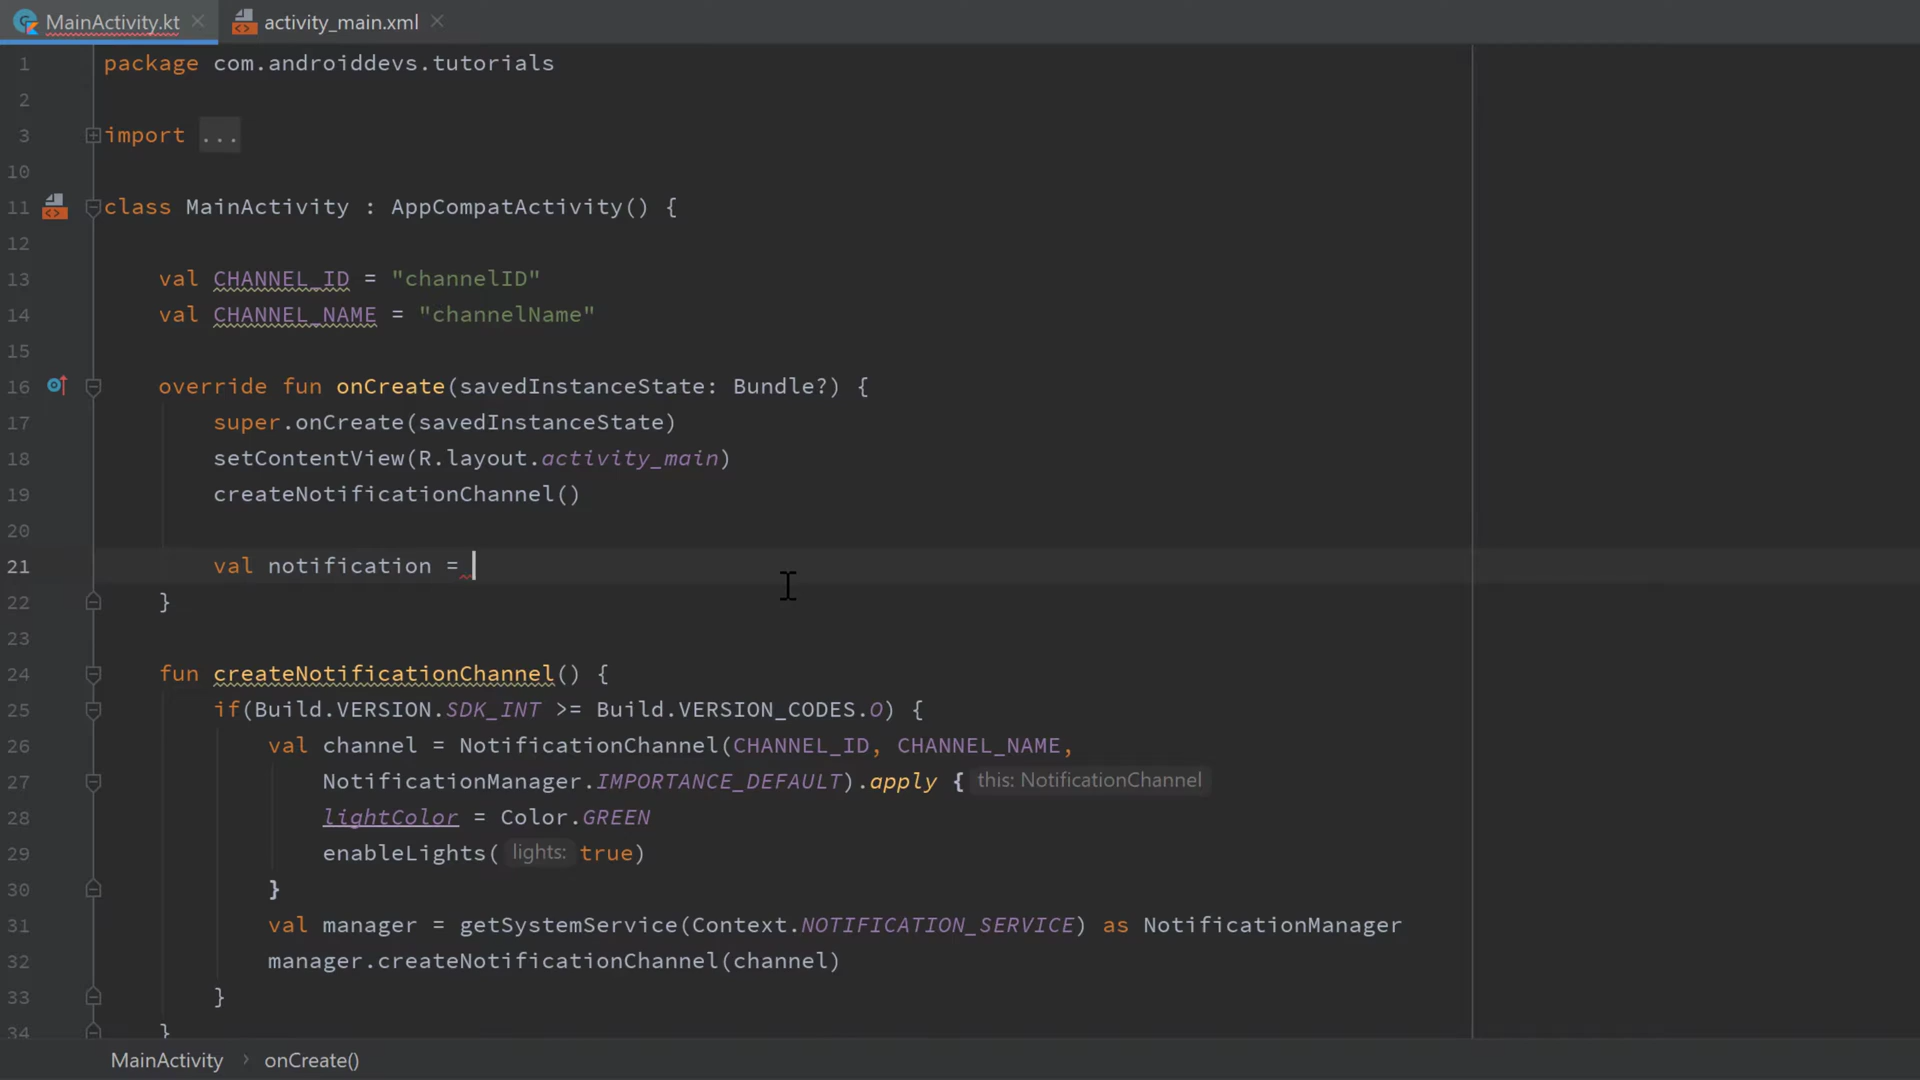 MainActivity.kt activity_main.xml
1 package com.androiddevs.tutorials
2
3 import ...
10
11 class MainActivity : AppCompatActivity() {
12
13 val CHANNEL_ID = "channelID"
14 val CHANNEL_NAME = "channelName"
15
16 override fun onCreate(savedInstanceState: Bundle?) {
17 super.onCreate(savedInstanceState)
18 setContentView(R.layout.activity_main)
19 createNotificationChannel()
20
21 val notification =
22 }
23
24 fun createNotificationChannel() {
25 if(Build.VERSION.SDK_INT >= Build.VERSION_CODES.O) {
26 val channel = NotificationChannel(CHANNEL_ID, CHANNEL_NAME,
27 NotificationManager.IMPORTANCE_DEFAULT).apply { this: NotificationChannel
28 lightColor = Color.GREEN
29 enableLights( lights: true)
30 }
31 val manager = getSystemService(Context.NOTIFICATION_SERVICE) as NotificationManager
32 manager.createNotificationChannel(channel)
33 }
34 }
MainActivity › onCreate()